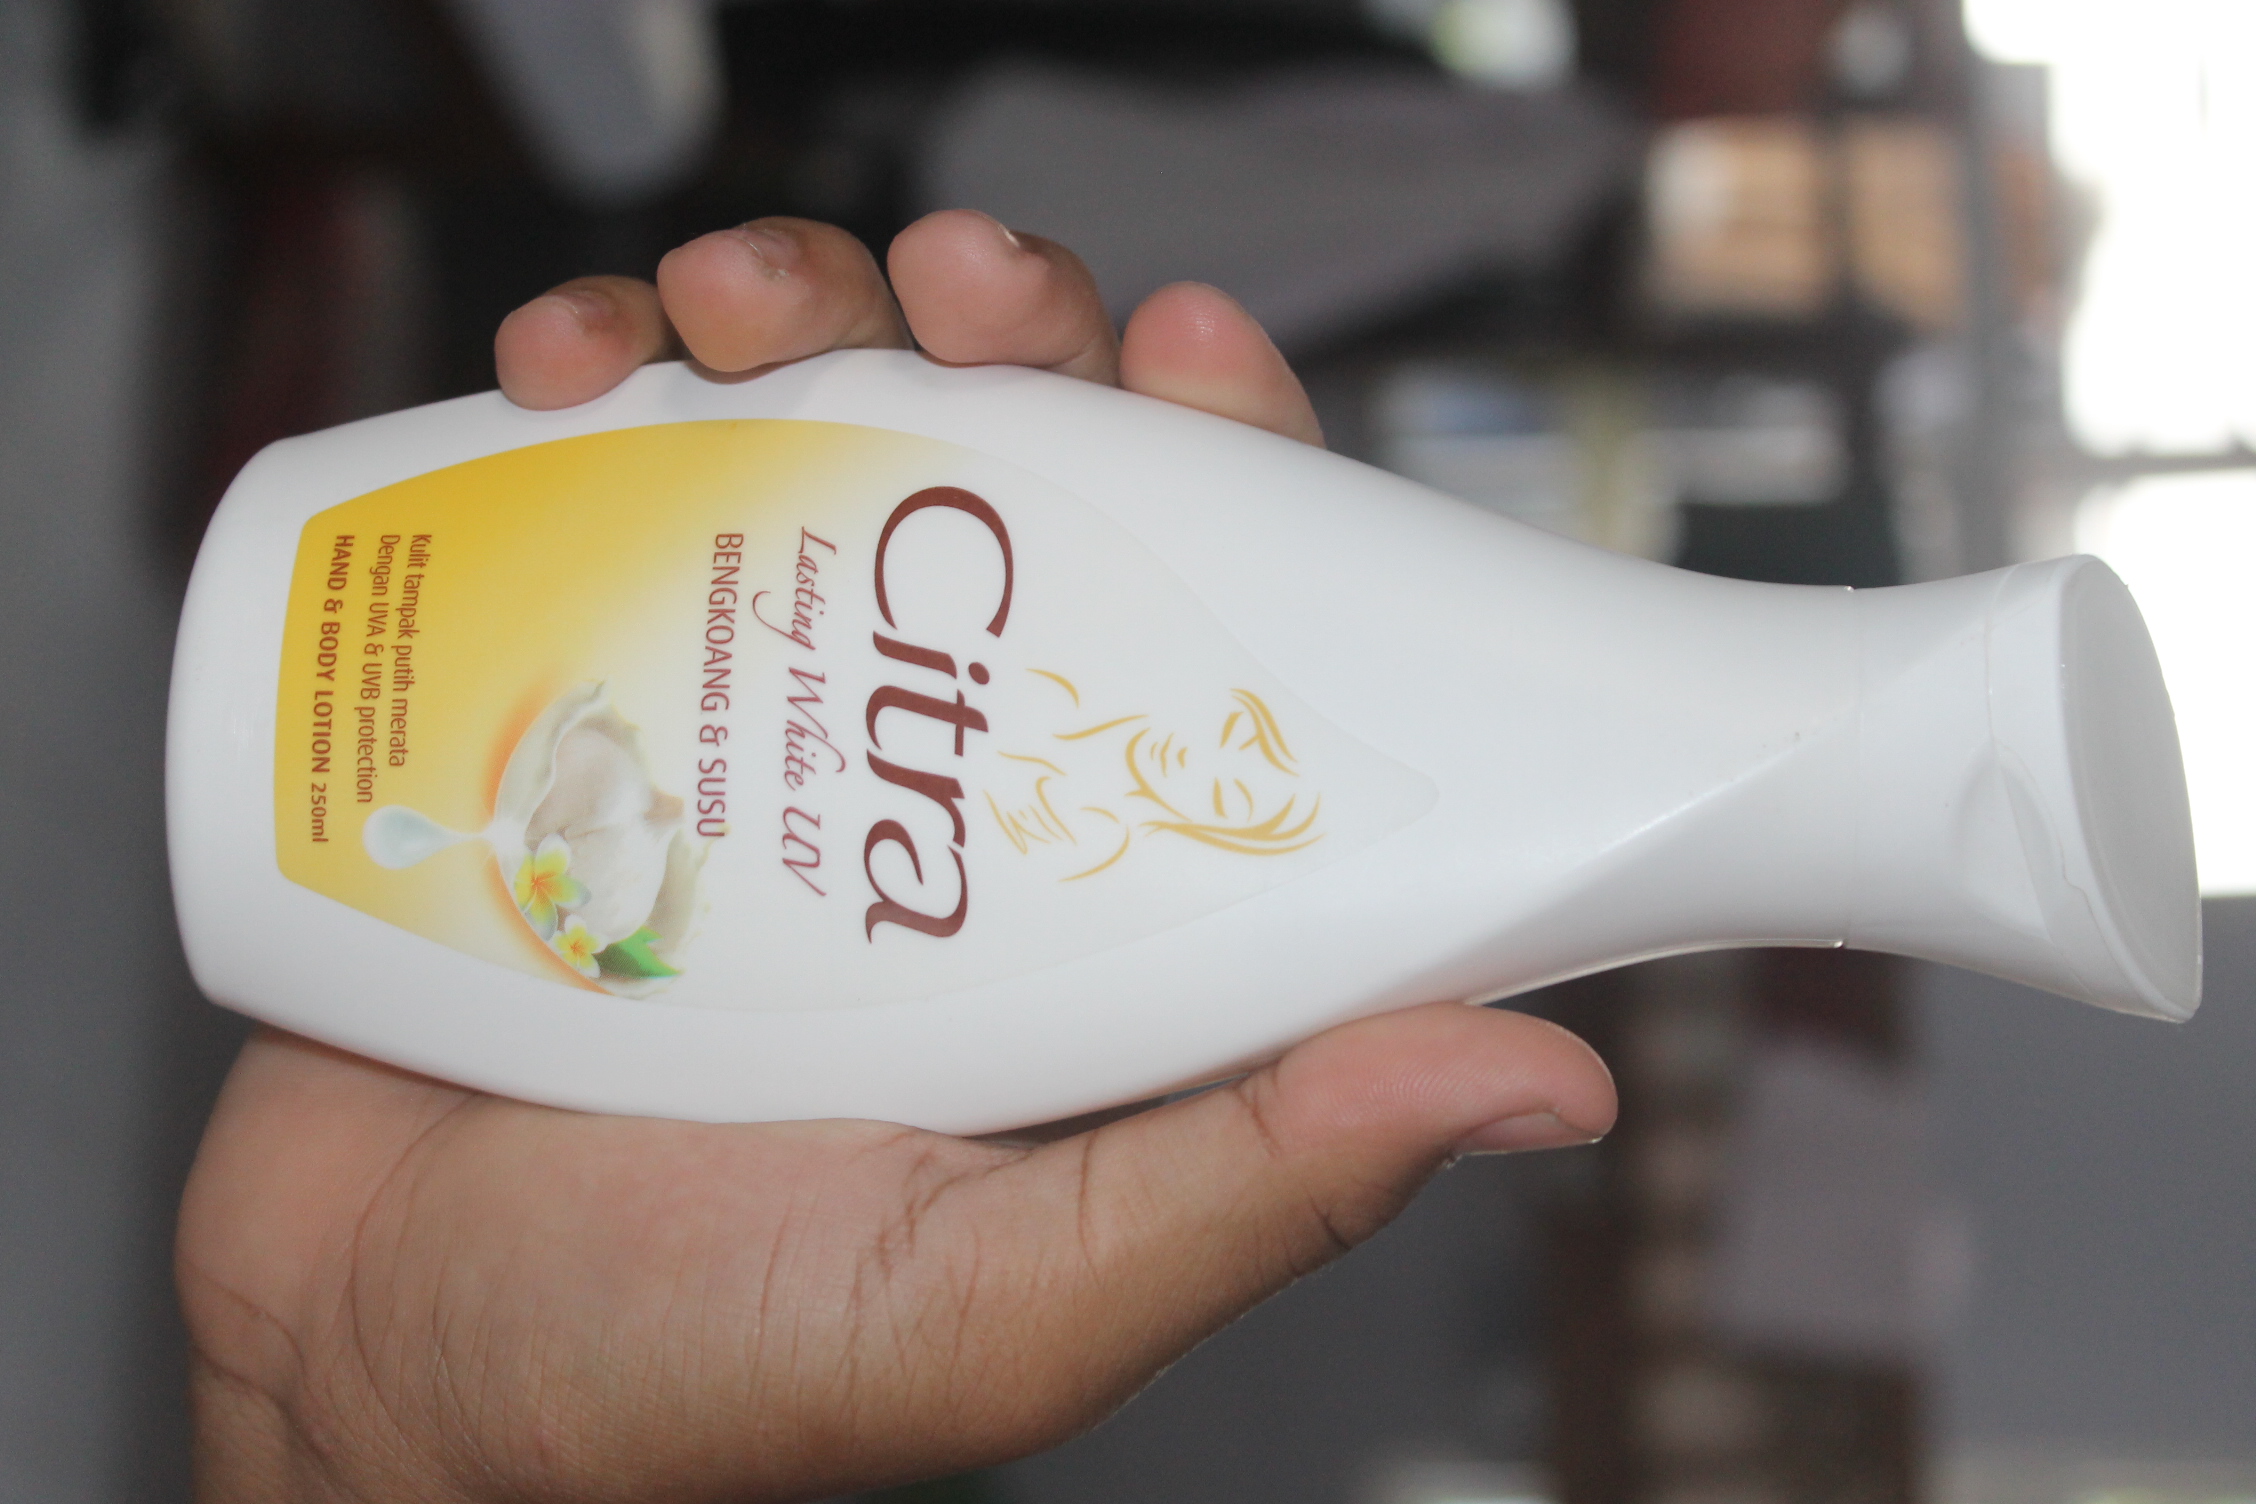 Citra
Lasting White UV
BENGKOANG & SUSU
Kulit tampak putih merata
Dengan UVA & UVB protection
HAND & BODY LOTION 250ml